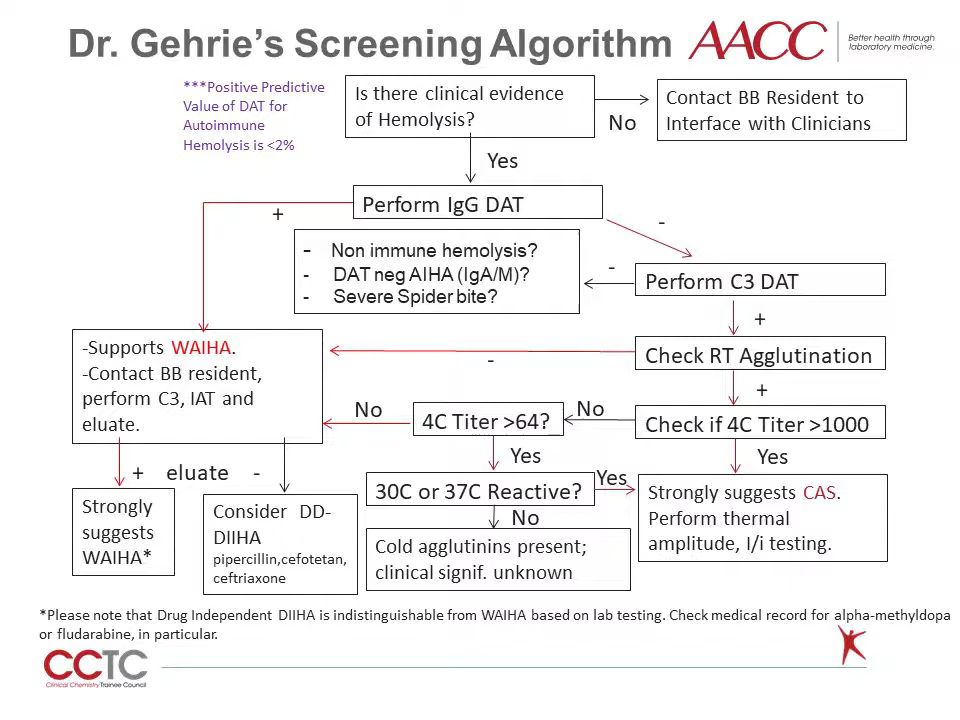 Dr. Gehrie's Screening Algorithm
AACC
Better health through
laboratory medicine.
***Positive Predictive
Value of DAT for
Autoimmune
Hemolysis is <2%
Is there clinical evidence
of Hemolysis?
No
Contact BB Resident to
Interface with Clinicians
Yes
Perform IgG DAT
+
-
- Non immune hemolysis?
- DAT neg AIHA (IgA/M)?
- Severe Spider bite?
-
Perform C3 DAT
+
-Supports WAIHA.
-Contact BB resident,
perform C3, IAT and
eluate.
-
Check RT Agglutination
+
No
4C Titer >64?
No
Check if 4C Titer >1000
Yes
Yes
+ eluate -
30C or 37C Reactive?
Yes
No
Strongly suggests CAS.
Perform thermal
amplitude, I/i testing.
Strongly
suggests
WAIHA*
Consider DD-
DIIHA
pipercillin,cefotetan,
ceftriaxone
Cold agglutinins present;
clinical signif. unknown
*Please note that Drug Independent DIIHA is indistinguishable from WAIHA based on lab testing. Check medical record for alpha-methyldopa
or fludarabine, in particular.
CCTC
Clinical Chemistry Trainee Council